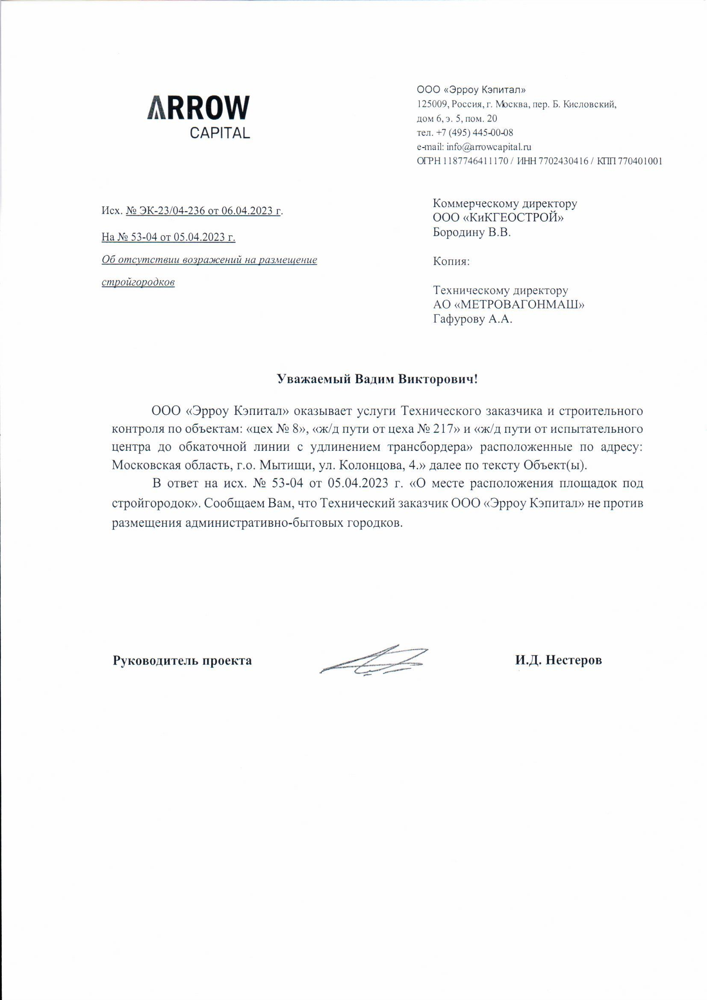 ARROW
CAPITAL
ООО «Эрроу Кэпитал»
125009, Россия, г. Москва, пер. Б. Кисловский,
дом 6, э. 5, пом. 20
тел. +7 (495) 445-00-08
e-mail: info@arrowcapital.ru
ОГРН 1187746411170 / ИНН 7702430416 / КПП 770401001
Исх. № ЭК-23/04-236 от 06.04.2023 г.
На № 53-04 от 05.04.2023 г.
Об отсутствии возражений на размещение
стройгородков
Коммерческому директору
ООО «КиКГЕОСТРОЙ»
Бородину В.В.
Копия:
Техническому директору
АО «МЕТРОВАГОНМАШ»
Гафурову А.А.
Уважаемый Вадим Викторович!
ООО «Эрроу Кэпитал» оказывает услуги Технического заказчика и строительного
контроля по объектам: «цех № 8», «ж/д пути от цеха № 217» и «ж/д пути от испытательного
центра до обкаточной линии с удлинением трансбордера» расположенные по адресу:
Московская область, г.о. Мытищи, ул. Колонцова, 4.» далее по тексту Объект(ы).
В ответ на исх. № 53-04 от 05.04.2023 г. «О месте расположения площадок под
стройгородок». Сообщаем Вам, что Технический заказчик ООО «Эрроу Кэпитал» не против
размещения административно-бытовых городков.
Руководитель проекта
И.Д. Нестеров